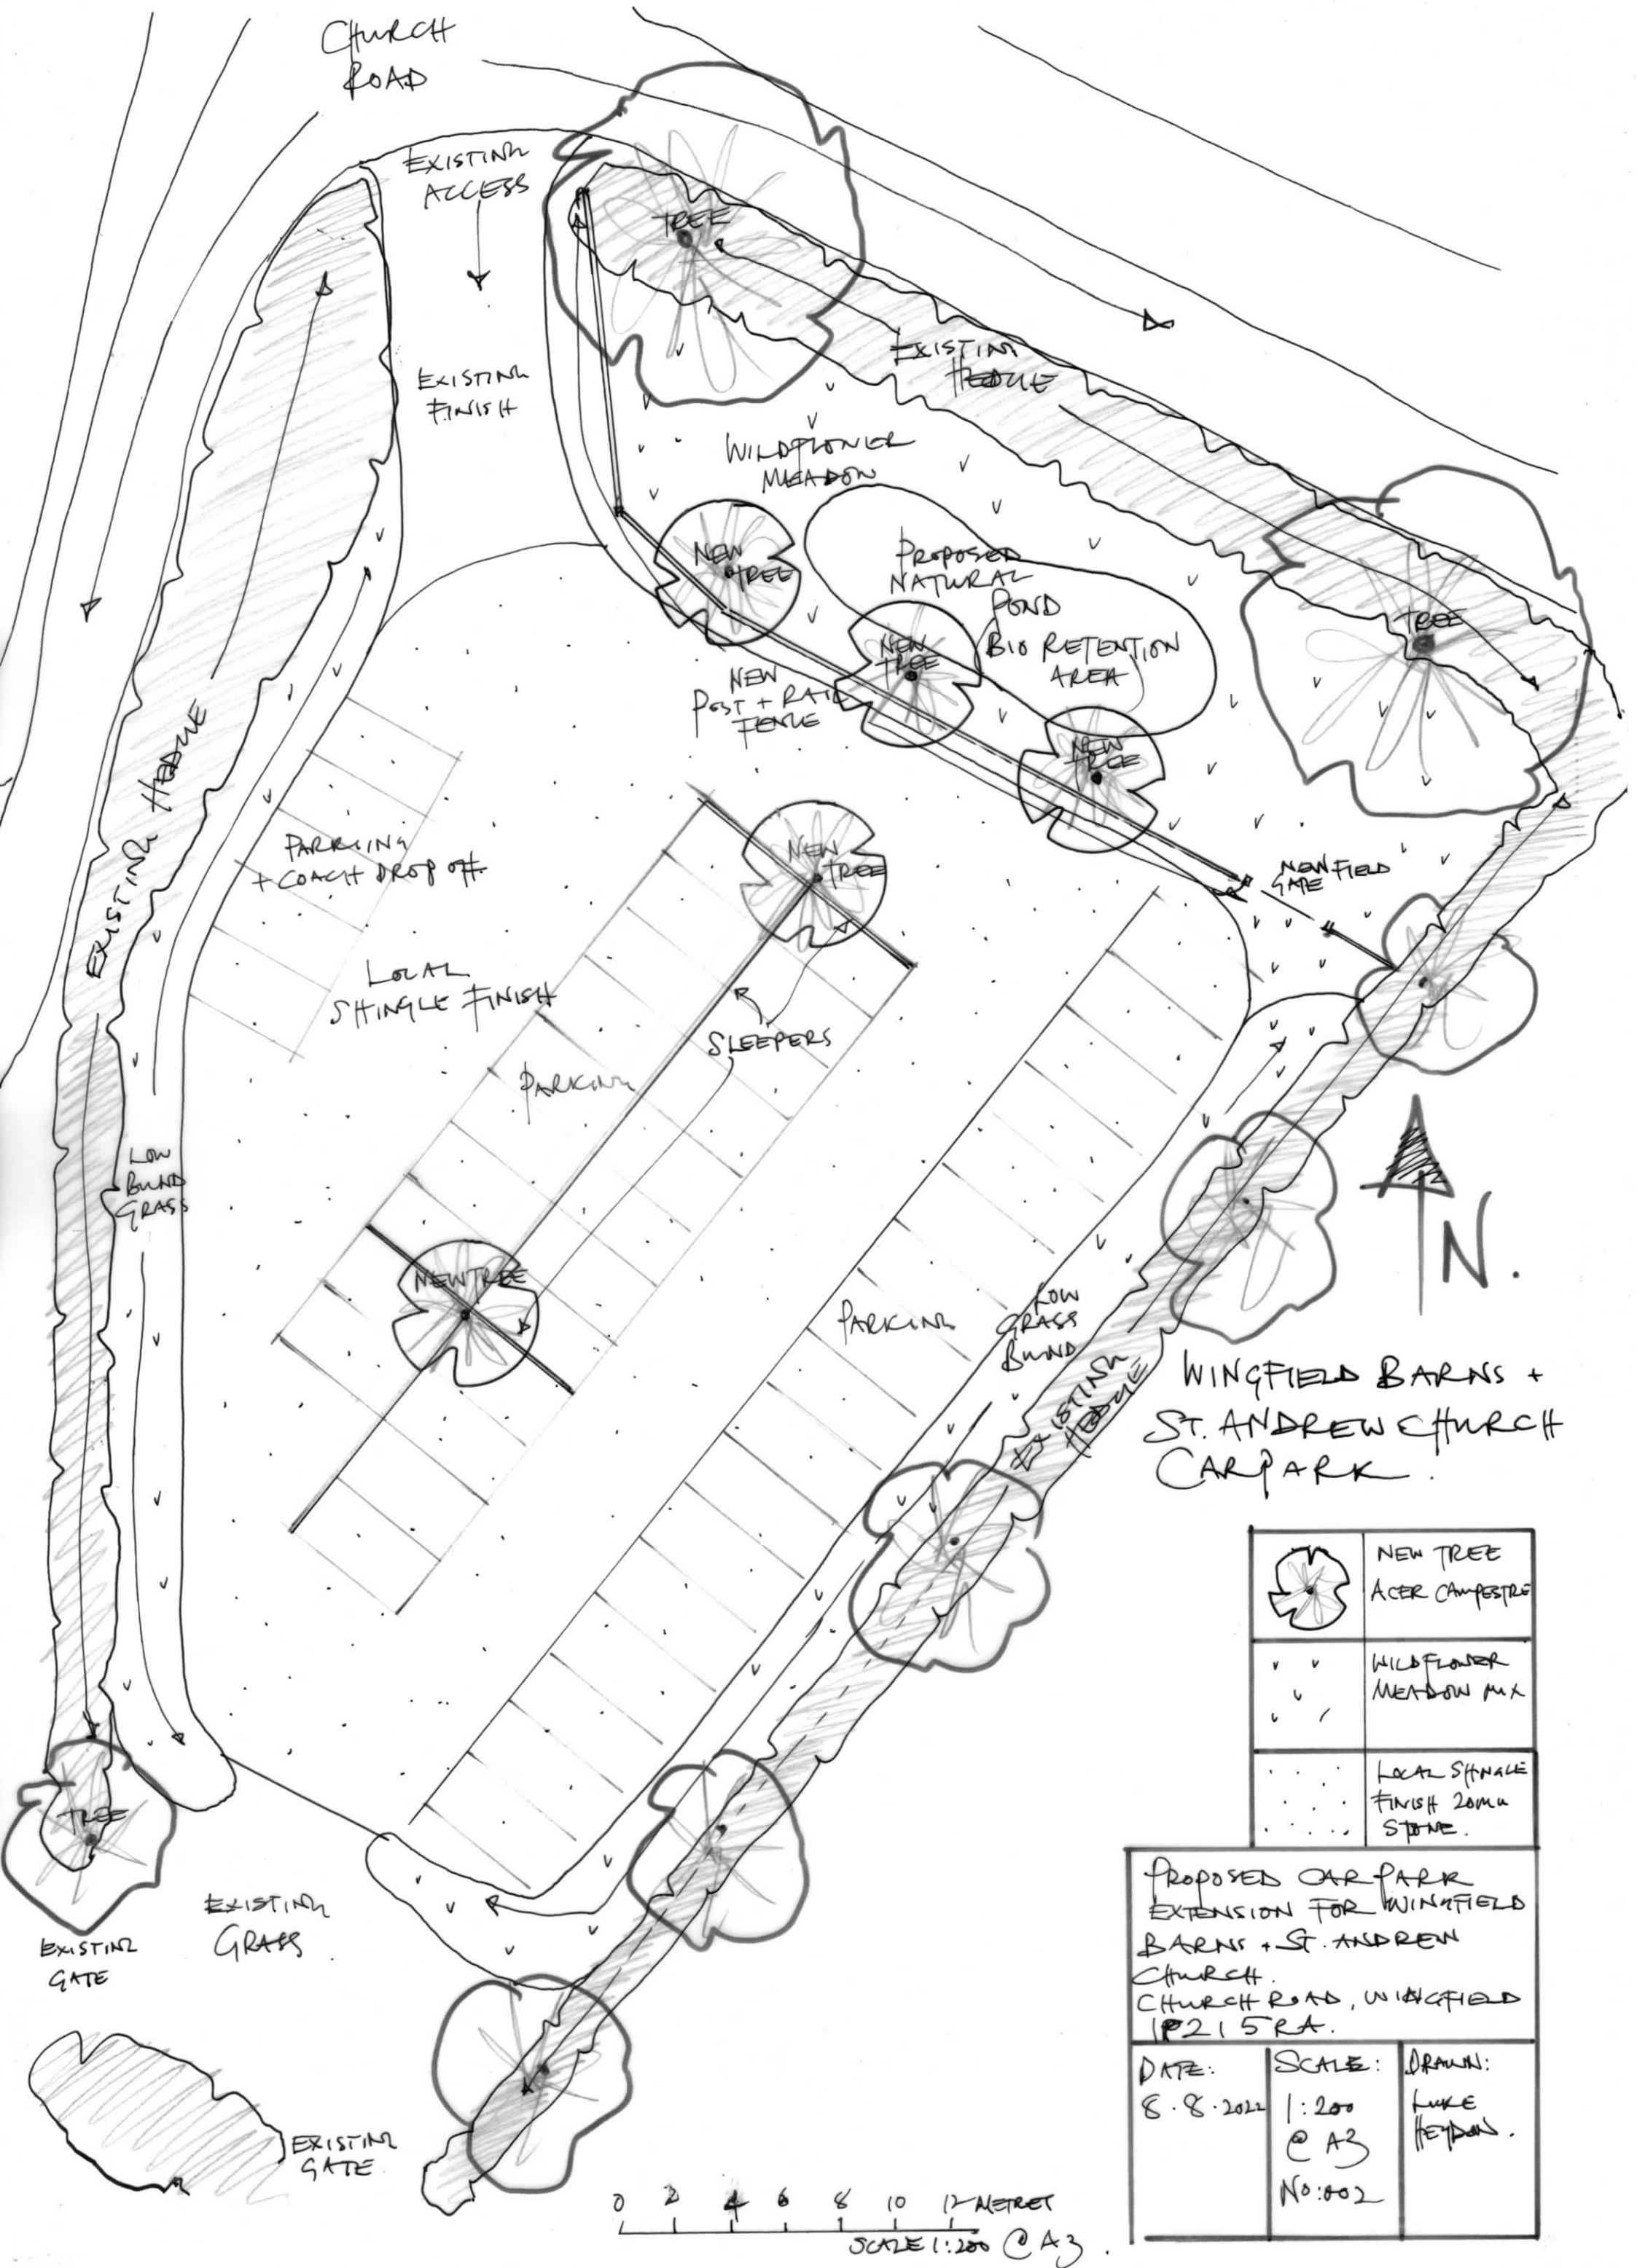 CHURCH
ROAD
EXISTING
ACCESS
TREE
EXISTING
HEDGE
EXISTING
FINISH
WILDFLOWER
MEADOW
NEW
TREE
PROPOSED
NATURAL
POND
BIO RETENTION
AREA
NEW
TREE
TREE
NEW
POST + RAIL
FENCE
NEW
TREE
EXISTING HEDGE
PARKING
+ COACH DROP OFF
NEW
TREE
NEW FIELD
GATE
LOCAL
SHINGLE FINISH
SLEEPERS
PARKING
LOW
BUND
GRASS
NEW TREE
PARKING
LOW
GRASS
BUND
EXISTING
HEDGE
N.
WINGFIELD BARNS +
ST. ANDREW CHURCH
CARPARK.
NEW TREE
ACER CAMPESTRE
WILDFLOWER
MEADOW MIX
LOCAL SHINGLE
FINISH 20mm
STONE.
TREE
EXISTING
GRASS
EXISTING
GATE
EXISTING
GATE
PROPOSED CAR PARK
EXTENSION FOR WINGFIELD
BARNS + ST. ANDREW
CHURCH.
CHURCH ROAD, WINGFIELD
IP21 5RA.
DATE:
8.8.2022
SCALE:
1:200
@ A3
No:002
DRAWN:
LUKE
HEYDON.
0 2 4 6 8 10 12 METRES
SCALE 1:200 @ A3.